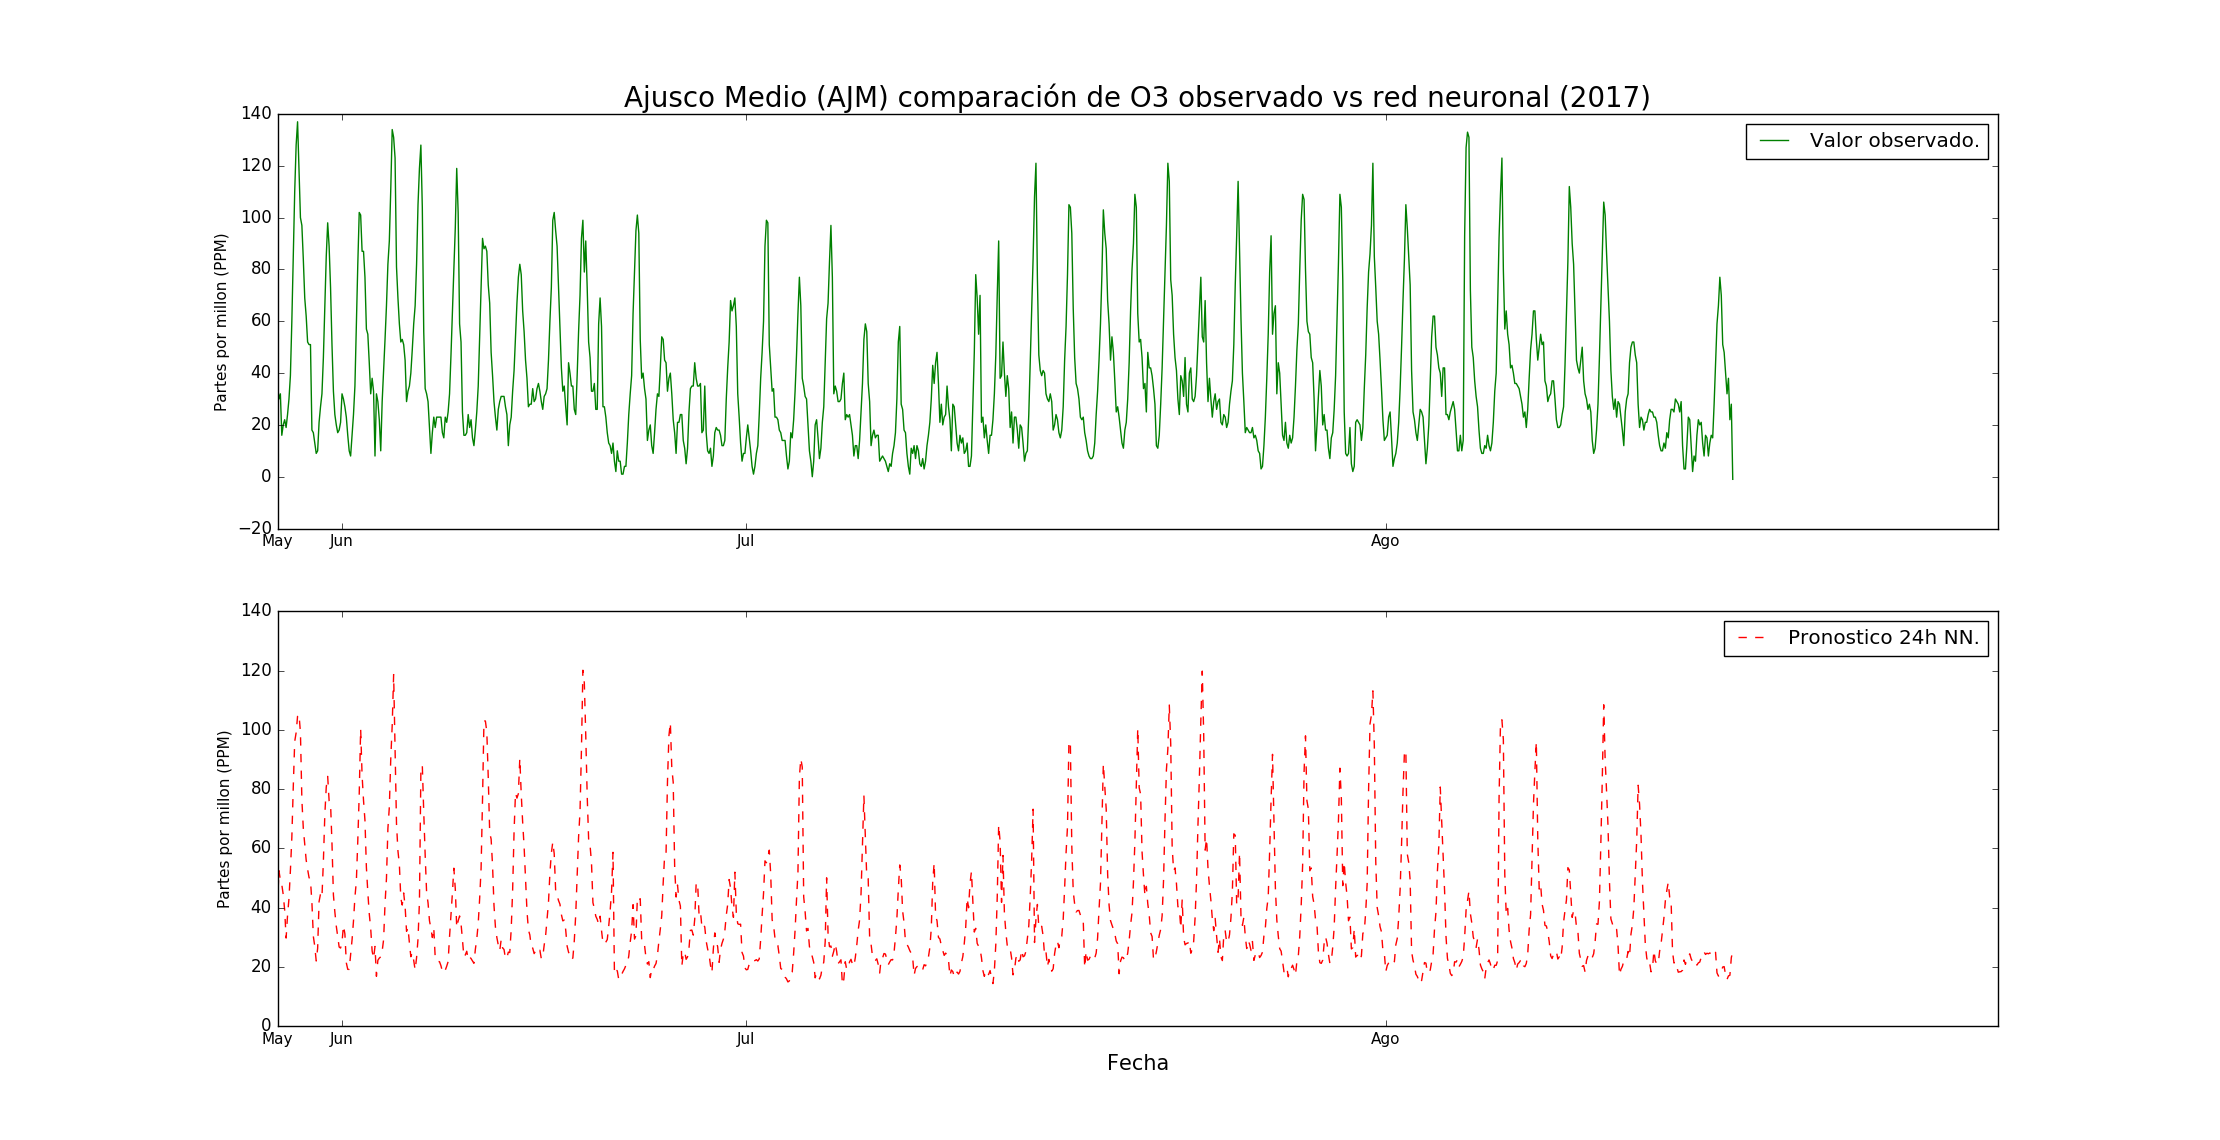 Ajusco Medio (AJM) comparación de O3 observado vs red neuronal (2017)
140
120
100
80
60
40
20
0
−20
Partes por millon (PPM)
Valor observado.
May
Jun
Jul
Ago
140
120
100
80
60
40
20
0
Partes por millon (PPM)
Pronostico 24h NN.
May
Jun
Jul
Ago
Fecha